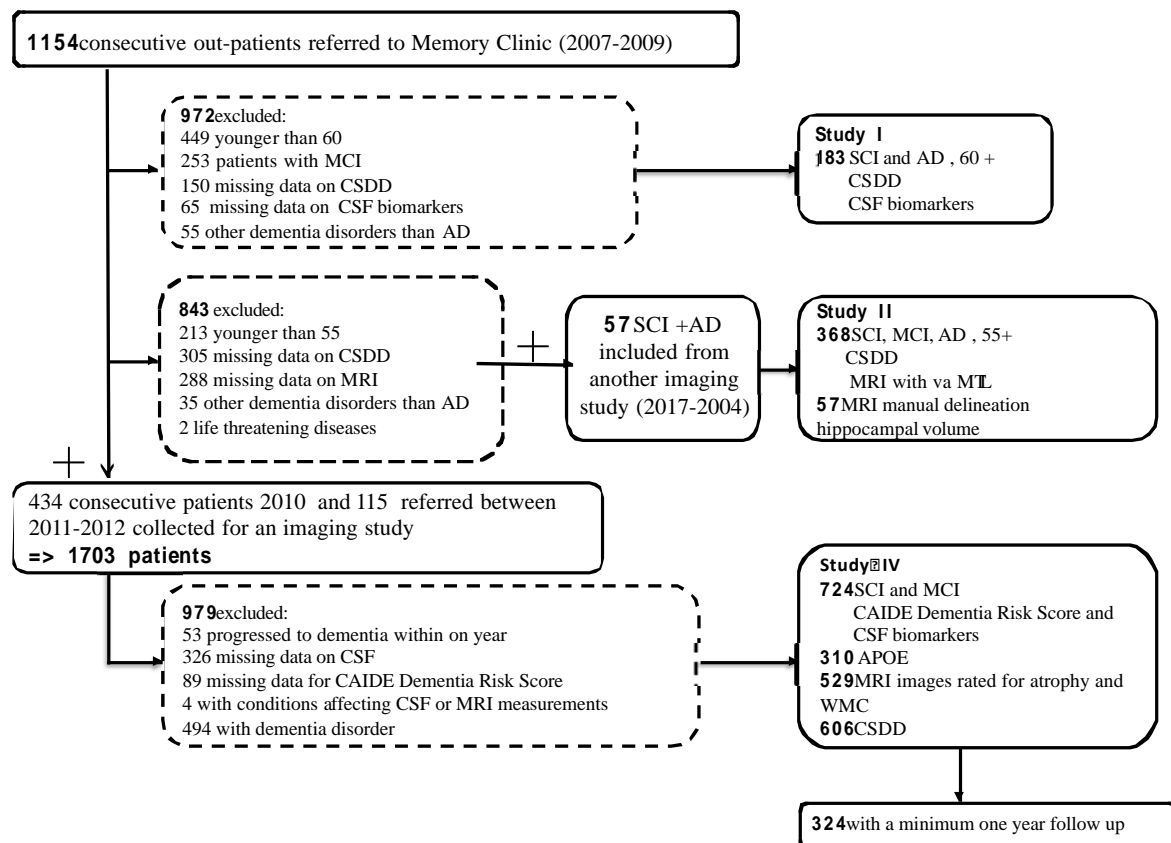 1154consecutive out-patients referred to Memory Clinic (2007-2009)
972excluded:
449 younger than 60
253 patients with MCI
150 missing data on CSDD
65 missing data on CSF biomarkers
55 other dementia disorders than AD
Study I
183 SCI and AD , 60 +
CSDD
CSF biomarkers
843 excluded:
213 younger than 55
305 missing data on CSDD
288 missing data on MRI
35 other dementia disorders than AD
2 life threatening diseases
57 SCI +AD
included from
another imaging
study (2017-2004)
Study II
368SCI, MCI, AD , 55+
CSDD
MRI with va MTL
57MRI manual delineation
hippocampal volume
434 consecutive patients 2010 and 115 referred between
2011-2012 collected for an imaging study
=> 1703 patients
979excluded:
53 progressed to dementia within on year
326 missing data on CSF
89 missing data for CAIDE Dementia Risk Score
4 with conditions affecting CSF or MRI measurements
494 with dementia disorder
Study IV
724SCI and MCI
CAIDE Dementia Risk Score and
CSF biomarkers
310 APOE
529MRI images rated for atrophy and
WMC
606CSDD
324with a minimum one year follow up